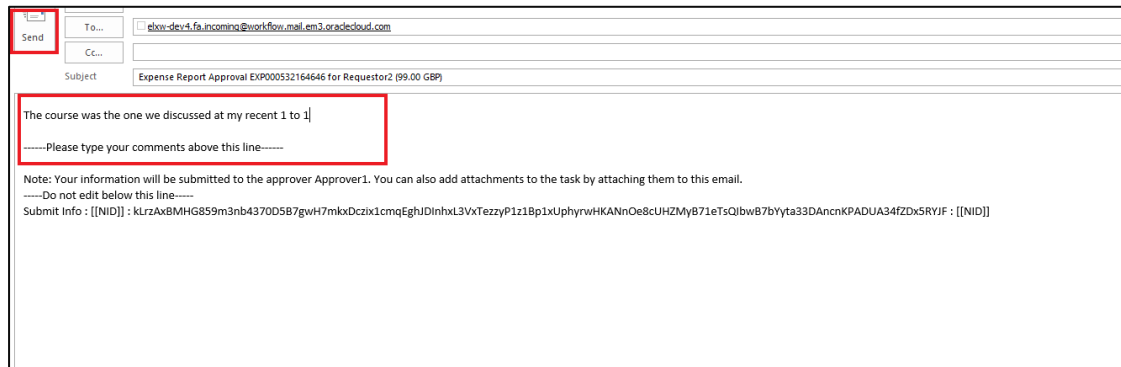 Send
To...
elxw-dev4.fa.incoming@workflow.mail.em3.oraclecloud.com
Cc...
Subject
Expense Report Approval EXP000532164646 for Requestor2 (99.00 GBP)
The course was the one we discussed at my recent 1 to 1
------Please type your comments above this line------
Note: Your information will be submitted to the approver Approver1. You can also add attachments to the task by attaching them to this email.
-----Do not edit below this line-----
Submit Info : [[NID]] : kLrzAxBMHG859m3nb4370D5B7gwH7mkxDczix1cmqEghJDInhxL3VxTezzyP1z1Bp1xUphyrwHKANnOe8cUHZMyB71eTsQIbwB7bYyta33DAncnKPADUA34fZDx5RYJF : [[NID]]